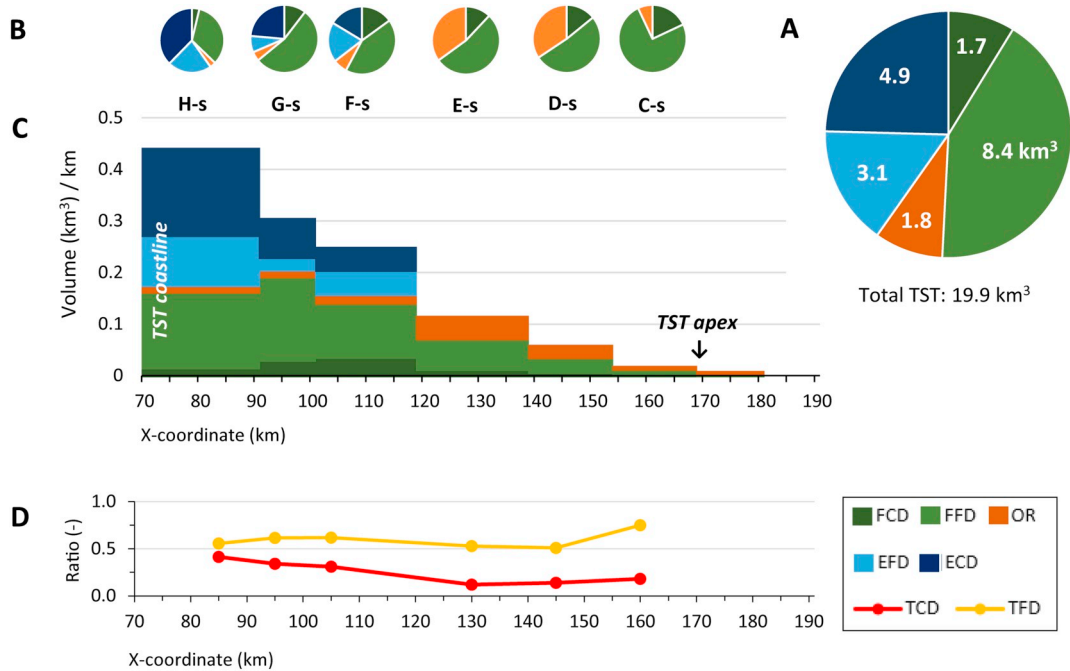 B
A
H-s G-s F-s E-s D-s C-s
C
0.5
0.4
0.3
0.2
0.1
0
Volume (km³) / km
TST coastline
TST apex
70 80 90 100 110 120 130 140 150 160 170 180 190
X-coordinate (km)
1.7
8.4 km³
1.8
3.1
4.9
Total TST: 19.9 km³
D
1.0
0.5
0.0
Ratio (-)
70 80 90 100 110 120 130 140 150 160 170 180 190
X-coordinate (km)
FCD FFD OR
EFD ECD
TCD TFD